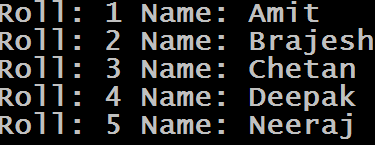 Roll: 1 Name: Amit
Roll: 2 Name: Brajesh
Roll: 3 Name: Chetan
Roll: 4 Name: Deepak
Roll: 5 Name: Neeraj